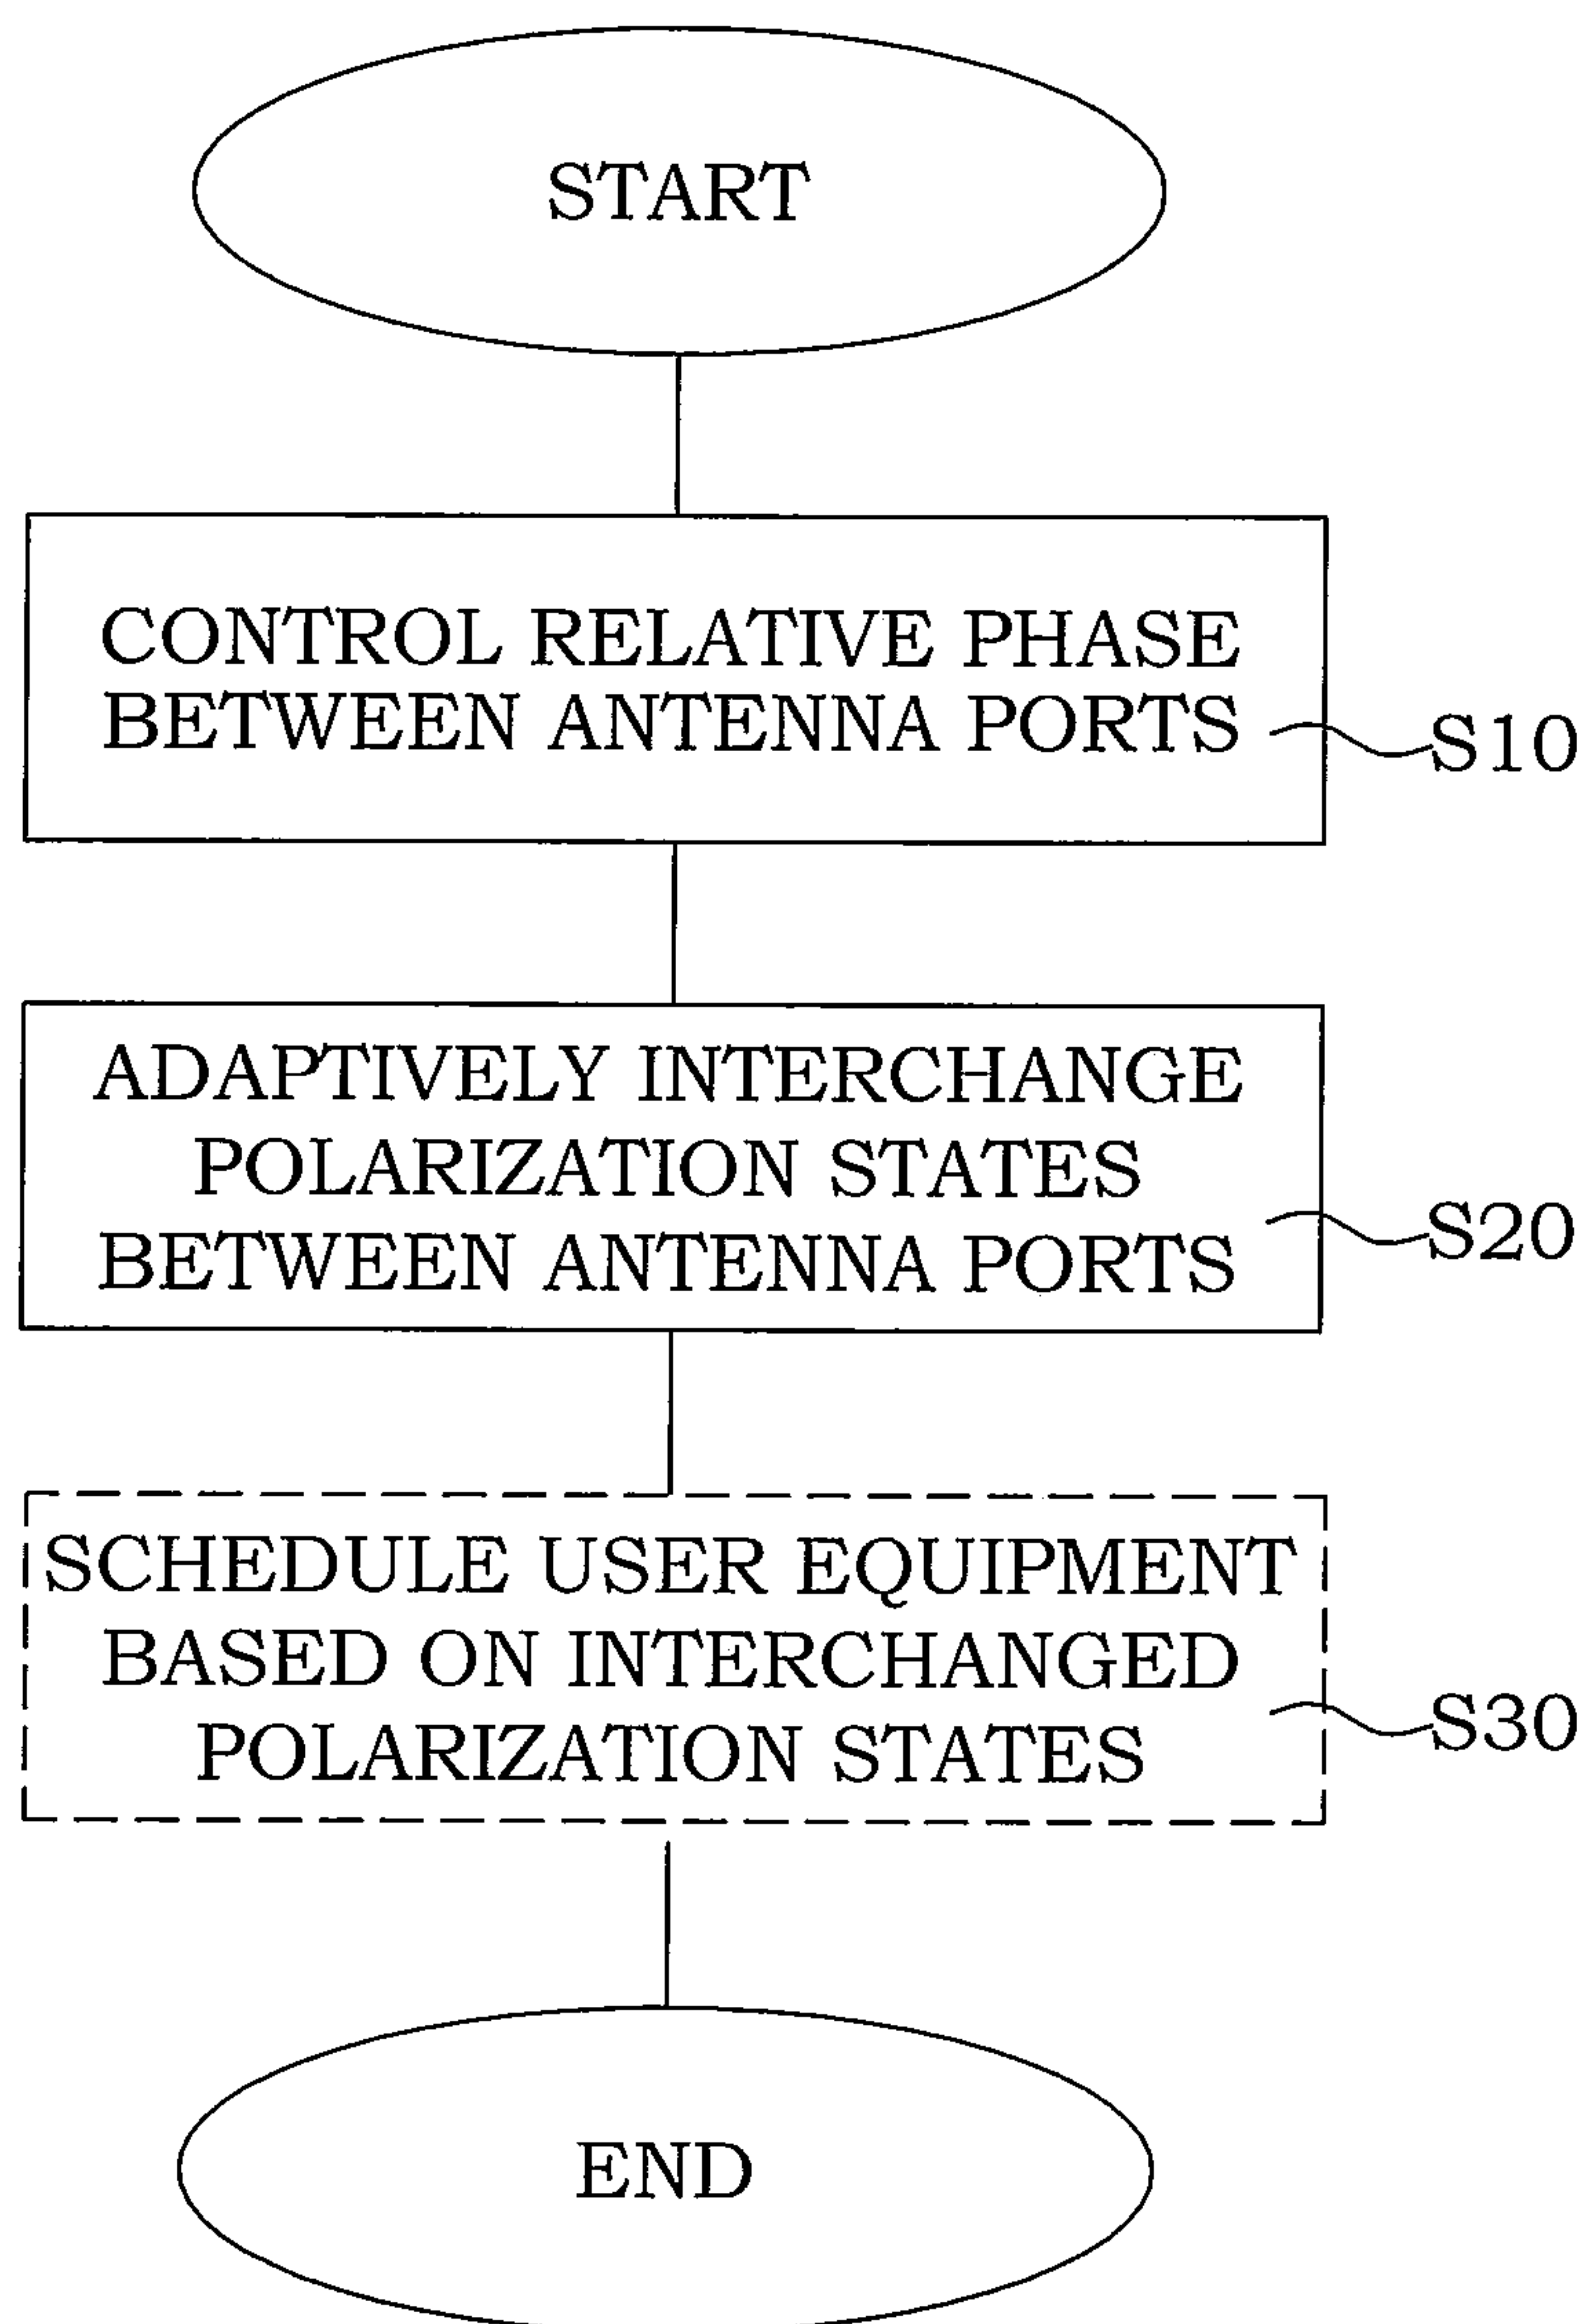 START
CONTROL RELATIVE PHASE
BETWEEN ANTENNA PORTS
S10
ADAPTIVELY INTERCHANGE
POLARIZATION STATES
BETWEEN ANTENNA PORTS
S20
SCHEDULE USER EQUIPMENT
BASED ON INTERCHANGED
POLARIZATION STATES
S30
END